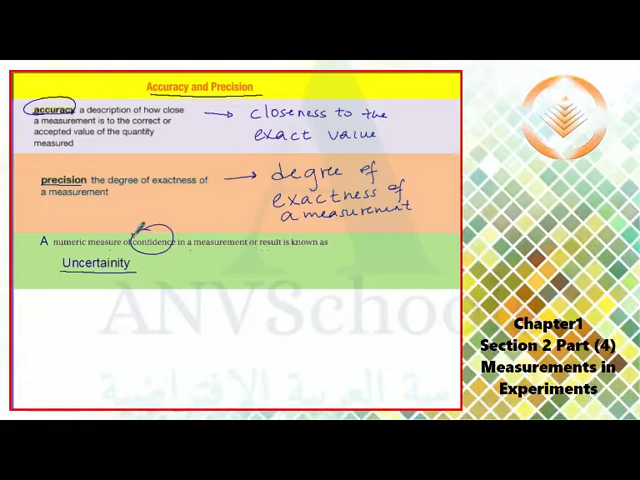 Accuracy and Precision
accuracy a description of how close
a measurement is to the correct or
accepted value of the quantity
measured
→ closeness to the
exact value
precision the degree of exactness of
a measurement
→ degree of
exactness of
a measurement
A numeric measure of confidence in a measurement or result is known as
Uncertainity
ANVSchool
Chapter1
Section 2 Part (4)
Measurements in
Experiments